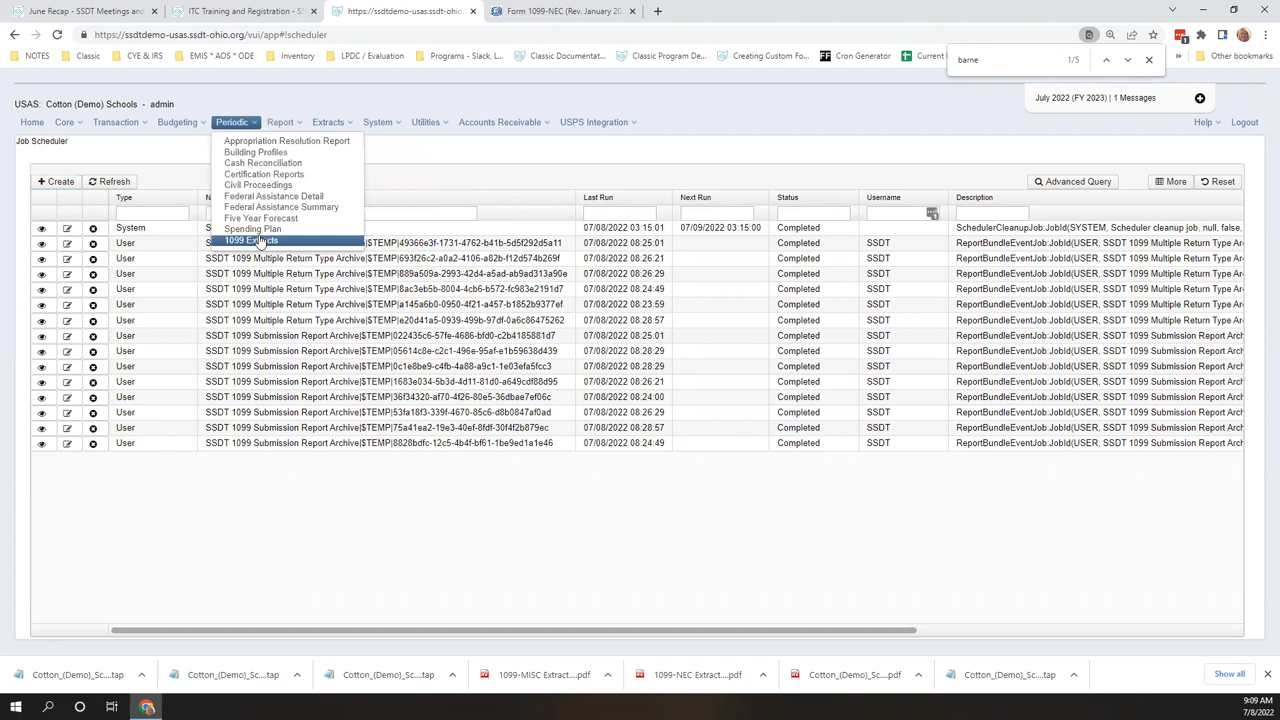 June Recap - SSDT Meetings and
ITC Training and Registration - S
https://ssdtdemo-usas.ssdt-ohio
Form 1099-NEC (Rev. January 20
https://ssdtdemo-usas.ssdt-ohio.org/vui/app#!scheduler
NOTES Classic CYE & IRS EMIS * AOS * ODE Inventory LPDC / Evaluation Programs - Slack, L... Classic Documentat... Classic Program De... Creating Custom Fo... Cron Generator Current Other bookmarks
barne 1/5
July 2022 (FY 2023) | 1 Messages
USAS: Cotton (Demo) Schools - admin
Home Core Transaction Budgeting Periodic Report Extracts System Utilities Accounts Receivable USPS Integration Help Logout
Job Scheduler
Appropriation Resolution Report
Building Profiles
Cash Reconciliation
Certification Reports
Civil Proceedings
Federal Assistance Detail
Federal Assistance Summary
Five Year Forecast
Spending Plan
1099 Extracts
Create Refresh Advanced Query More Reset
Type N Last Run Next Run Status Username Description
System 07/08/2022 03:15:01 07/09/2022 03:15:00 Completed SchedulerCleanupJob:JobId(SYSTEM, Scheduler cleanup job, null, false,
User SSDT 1099 Multiple Return Type Archive|$TEMP|49366e3f-1731-4762-b41b-5d5f292d5a11 07/08/2022 08:25:01 Completed SSDT ReportBundleEventJob:JobId(USER, SSDT 1099 Multiple Return Type Arch
User SSDT 1099 Multiple Return Type Archive|$TEMP|693f26c2-a0a2-4106-b82b-f12d574b269f 07/08/2022 08:26:21 Completed SSDT ReportBundleEventJob:JobId(USER, SSDT 1099 Multiple Return Type Arch
User SSDT 1099 Multiple Return Type Archive|$TEMP|889a509a-2993-42d4-a5ad-ab9ad313a90e 07/08/2022 08:28:29 Completed SSDT ReportBundleEventJob:JobId(USER, SSDT 1099 Multiple Return Type Arch
User SSDT 1099 Multiple Return Type Archive|$TEMP|8ac3eb5b-8004-4cb6-b572-fc983e2191d7 07/08/2022 08:24:49 Completed SSDT ReportBundleEventJob:JobId(USER, SSDT 1099 Multiple Return Type Arch
User SSDT 1099 Multiple Return Type Archive|$TEMP|a145a6b0-0950-4f21-a457-b1852b9377ef 07/08/2022 08:23:59 Completed SSDT ReportBundleEventJob:JobId(USER, SSDT 1099 Multiple Return Type Arch
User SSDT 1099 Multiple Return Type Archive|$TEMP|e20d41a5-0939-499b-97df-0a6c86475262 07/08/2022 08:28:57 Completed SSDT ReportBundleEventJob:JobId(USER, SSDT 1099 Multiple Return Type Arch
User SSDT 1099 Submission Report Archive|$TEMP|022435c6-57fe-4686-bfd0-c2b4185881d7 07/08/2022 08:25:01 Completed SSDT ReportBundleEventJob:JobId(USER, SSDT 1099 Submission Report Arch
User SSDT 1099 Submission Report Archive|$TEMP|05614c8e-c2c1-496e-95af-e1b59638d439 07/08/2022 08:28:29 Completed SSDT ReportBundleEventJob:JobId(USER, SSDT 1099 Submission Report Arch
User SSDT 1099 Submission Report Archive|$TEMP|0c1e8be9-c4fb-4a88-b13c-e1ea03fa5fcc3 07/08/2022 08:28:29 Completed SSDT ReportBundleEventJob:JobId(USER, SSDT 1099 Submission Report Arch
User SSDT 1099 Submission Report Archive|$TEMP|1683e034-5b3d-4d11-81d0-a649cdf88d95 07/08/2022 08:26:21 Completed SSDT ReportBundleEventJob:JobId(USER, SSDT 1099 Submission Report Arch
User SSDT 1099 Submission Report Archive|$TEMP|36f34320-af70-4f26-80e5-36bdae7ef06c 07/08/2022 08:24:00 Completed SSDT ReportBundleEventJob:JobId(USER, SSDT 1099 Submission Report Arch
User SSDT 1099 Submission Report Archive|$TEMP|53fa18f3-339f-4670-85c6-d8b0847af0ad 07/08/2022 08:26:29 Completed SSDT ReportBundleEventJob:JobId(USER, SSDT 1099 Submission Report Arch
User SSDT 1099 Submission Report Archive|$TEMP|75a41ea2-19e3-40ef-8fdf-30f4f2b879ec 07/08/2022 08:28:57 Completed SSDT ReportBundleEventJob:JobId(USER, SSDT 1099 Submission Report Arch
User SSDT 1099 Submission Report Archive|$TEMP|8828bdfc-12c5-4b4f-bf61-1be9ed1a1e46 07/08/2022 08:24:49 Completed SSDT ReportBundleEventJob:JobId(USER, SSDT 1099 Submission Report Arch
Cotton_(Demo)_Sc....tap Cotton_(Demo)_Sc....tap Cotton_(Demo)_Sc....tap 1099-MISC Extract....pdf 1099-NEC Extract....pdf Cotton_(Demo)_Sc....pdf Cotton_(Demo)_Sc....tap Show all
9:09 AM
7/8/2022